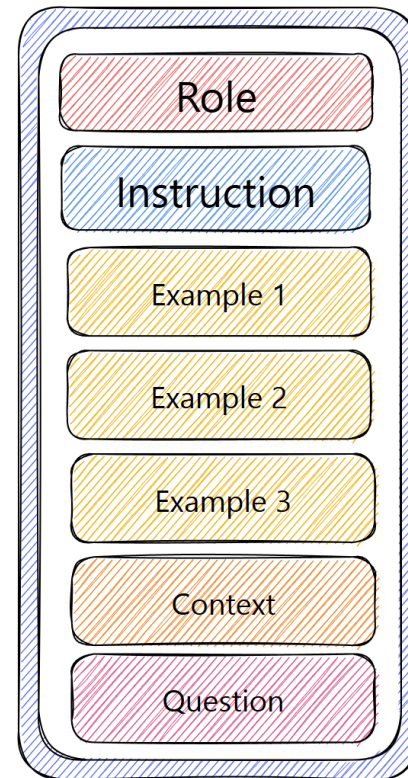 Role
Instruction
Example 1
Example 2
Example 3
Context
Question